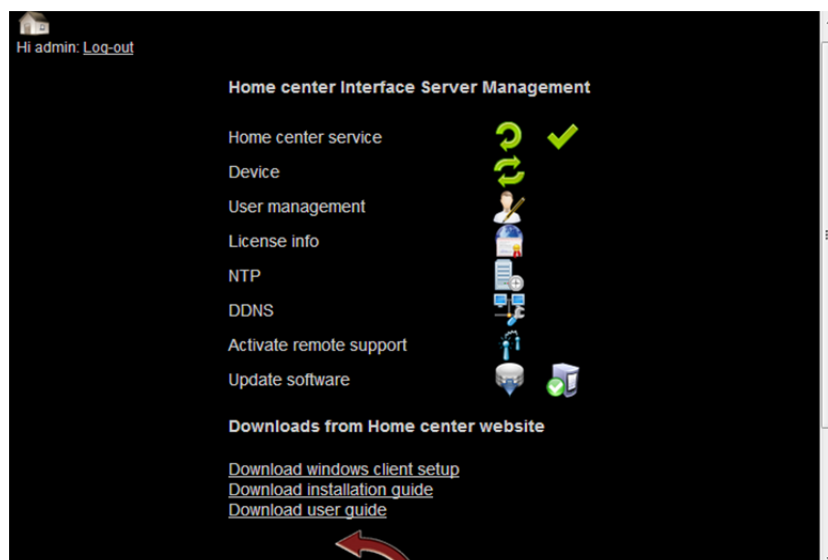 Hi admin: Log-out
Home center Interface Server Management
Home center service
Device
User management
License info
NTP
DDNS
Activate remote support
Update software
Downloads from Home center website
Download windows client setup
Download installation guide
Download user guide